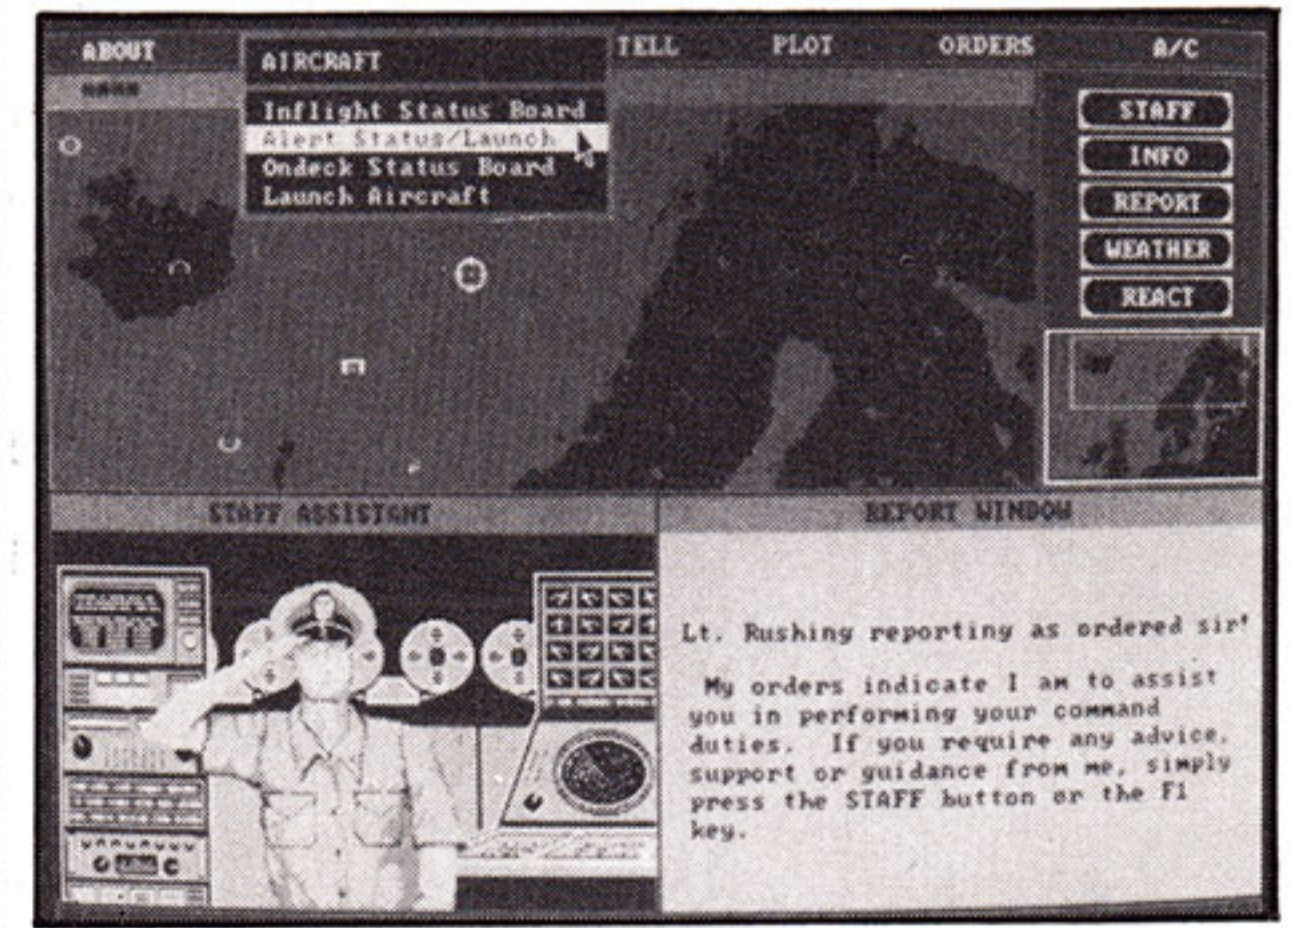 ABOUT
AIRCRAFT
TELL
PLOT
ORDERS
A/C
Inflight Status Board
Alert Status/Launch
Ondeck Status Board
Launch Aircraft
STAFF
INFO
REPORT
WEATHER
REACT
STAFF ASSISTANT
REPORT WINDOW
Lt. Rushing reporting as ordered sir!
My orders indicate I am to assist
you in performing your command
duties. If you require any advice,
support or guidance from me, simply
press the STAFF button or the F1
key.